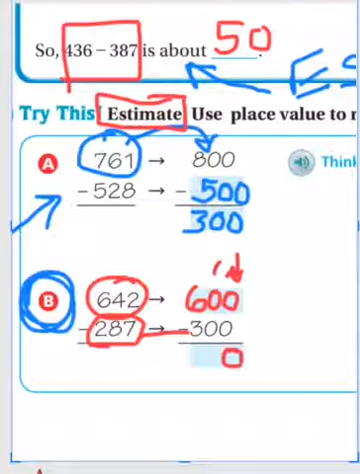 So, 436 – 387 is about 50.
ES
Try This Estimate Use place value to r
A 761 → 800 Think
– 528 → – 500
300
B 642 → 600
– 287 → –300
0